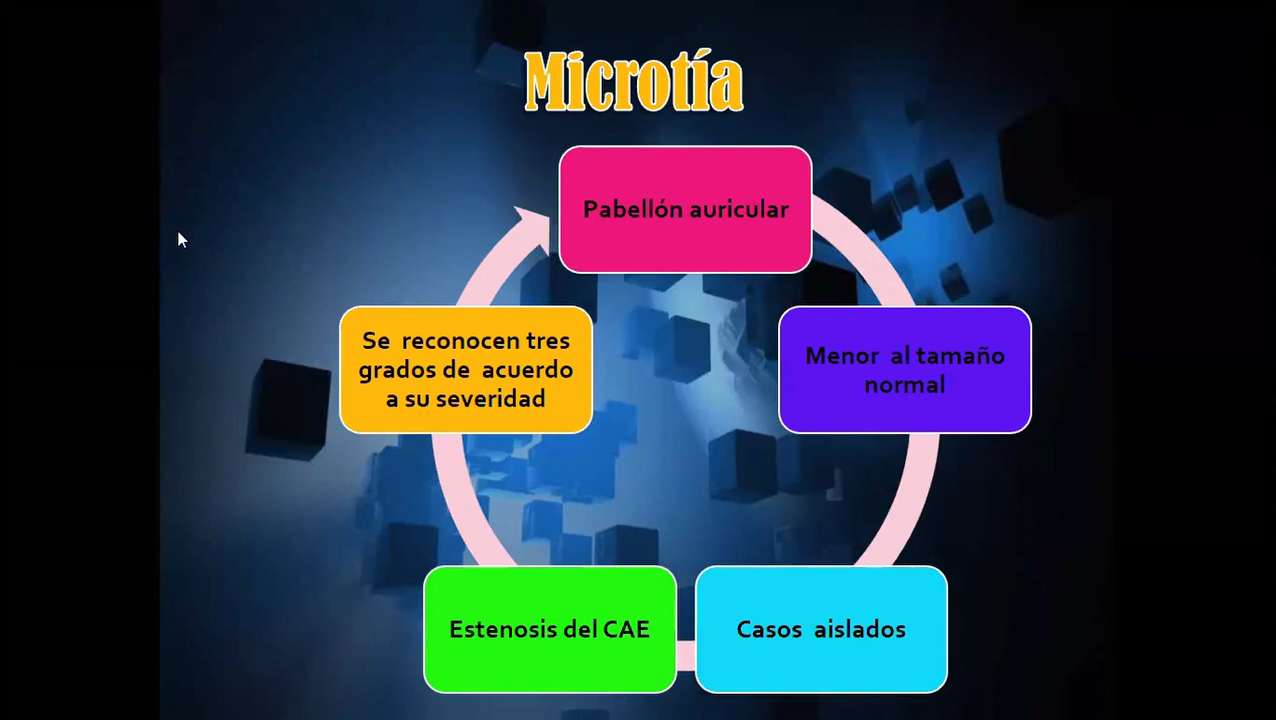 Microtía
Pabellón auricular
Menor al tamaño
normal
Casos aislados
Estenosis del CAE
Se reconocen tres
grados de acuerdo
a su severidad